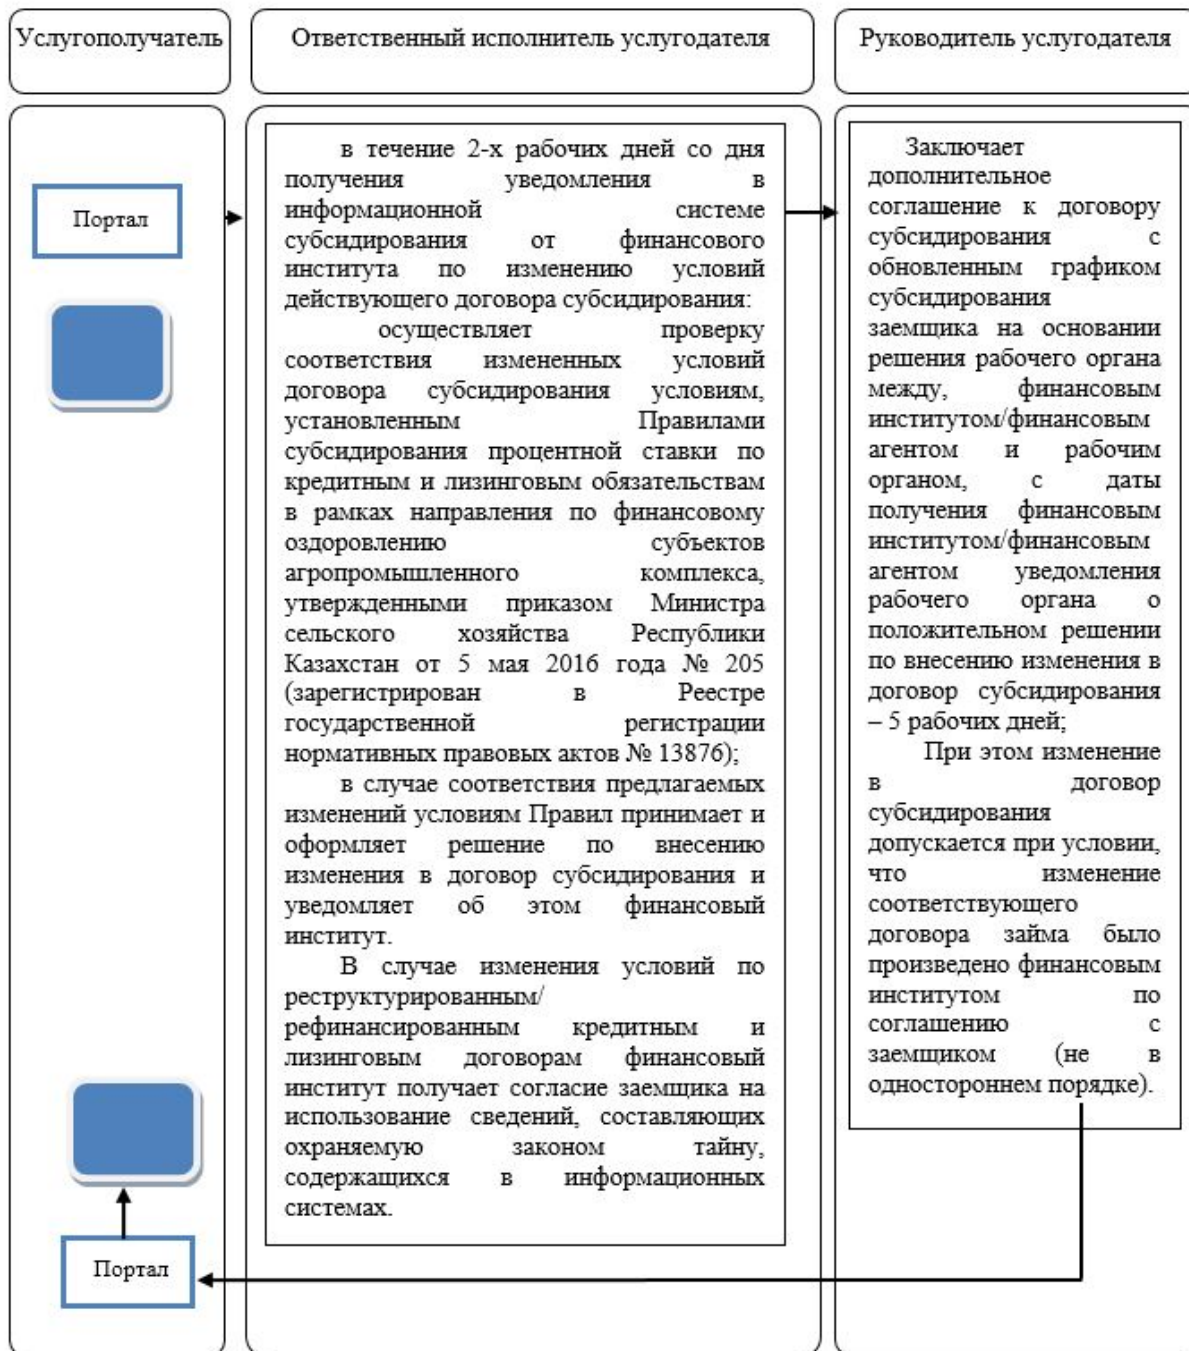 Услугополучатель
Ответственный исполнитель услугодателя
Руководитель услугодателя
Портал
в течение 2-х рабочих дней со дня
получения уведомления в
информационной системе
субсидирования от финансового
института по изменению условий
действующего договора субсидирования:
осуществляет проверку
соответствия измененных условий
договора субсидирования условиям,
установленным Правилами
субсидирования процентной ставки по
кредитным и лизинговым обязательствам
в рамках направления по финансовому
оздоровлению субъектов
агропромышленного комплекса,
утвержденными приказом Министра
сельского хозяйства Республики
Казахстан от 5 мая 2016 года № 205
(зарегистрирован в Реестре
государственной регистрации
нормативных правовых актов № 13876);
в случае соответствия предлагаемых
изменений условиям Правил принимает и
оформляет решение по внесению
изменения в договор субсидирования и
уведомляет об этом финансовый
институт.
В случае изменения условий по
реструктурированным/
рефинансированным кредитным и
лизинговым договорам финансовый
институт получает согласие заемщика на
использование сведений, составляющих
охраняемую законом тайну,
содержащихся в информационных
системах.
Заключает
дополнительное
соглашение к договору
субсидирования с
обновленным графиком
субсидирования
заемщика на основании
решения рабочего органа
между, финансовым
институтом/финансовым
агентом и рабочим
органом, с даты
получения финансовым
институтом/финансовым
агентом уведомления
рабочего органа о
положительном решении
по внесению изменения в
договор субсидирования
– 5 рабочих дней;
При этом изменение
в договор
субсидирования
допускается при условии,
что изменение
соответствующего
договора займа было
произведено финансовым
институтом по
соглашению с
заемщиком (не в
одностороннем порядке).
Портал